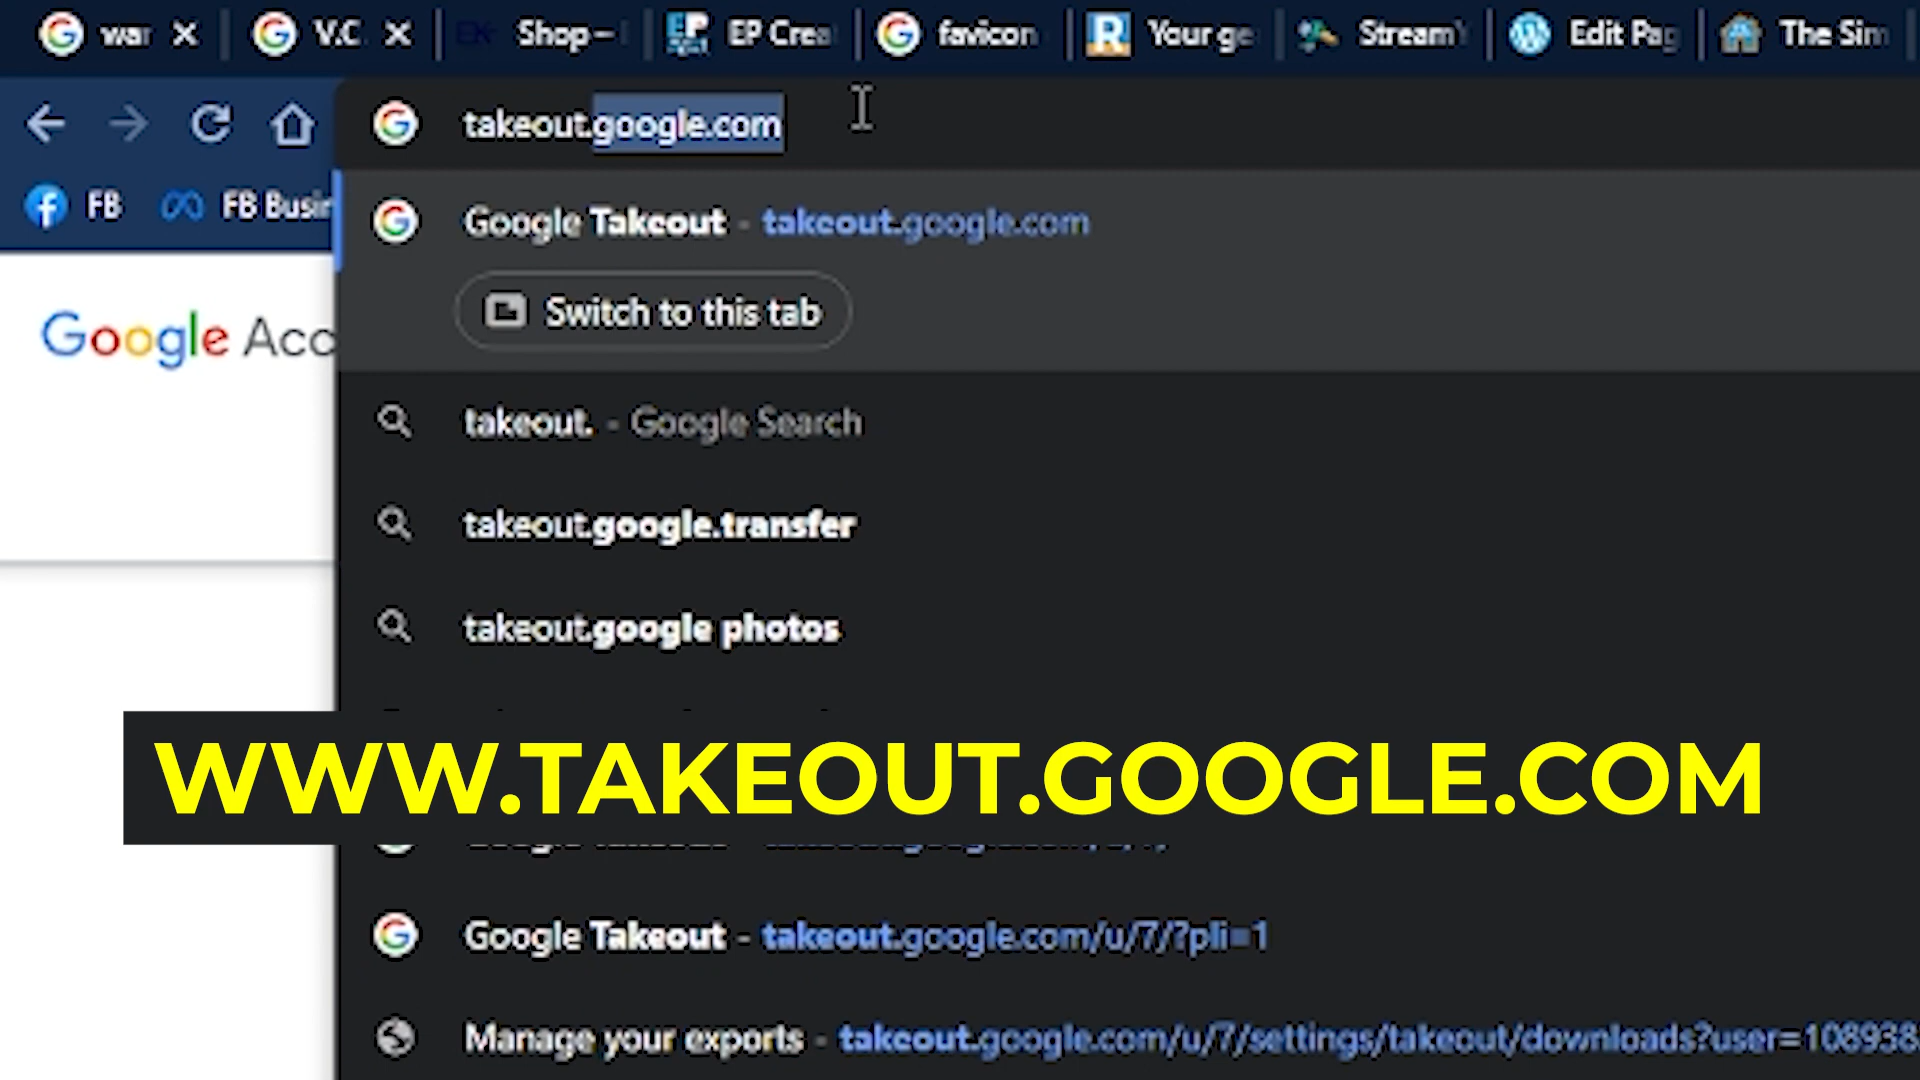 war
V.C
Shop –
EP Crea
favicon
Your ge
Stream
Edit Pag
The Sim
takeout.google.com
FB
FB Busin
Google Takeout - takeout.google.com
Switch to this tab
Google Acc
takeout. - Google Search
takeout.google.transfer
takeout.google photos
WWW.TAKEOUT.GOOGLE.COM
Google Takeout - takeout.google.com/u/7/?pli=1
Manage your exports - takeout.google.com/u/7/settings/takeout/downloads?user=108938